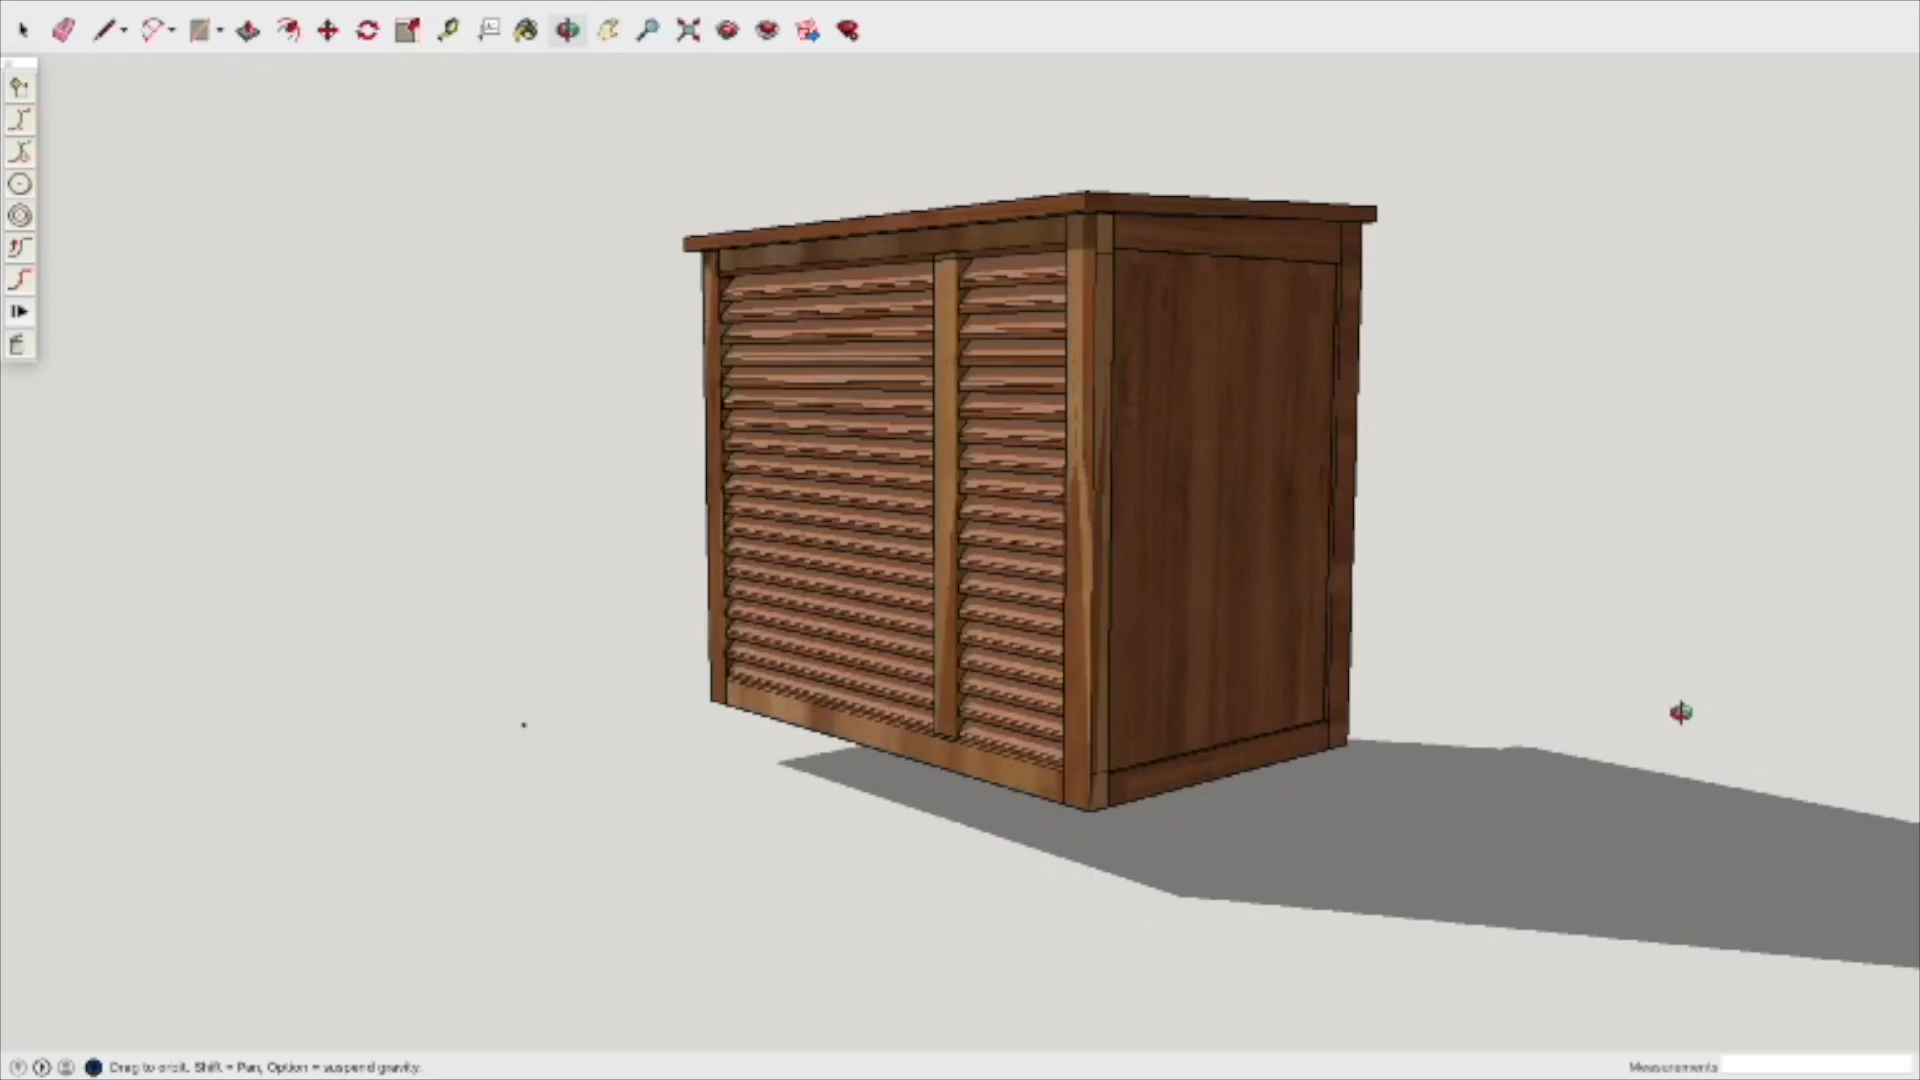 Drag to orbit. Shift = Pan, Option = suspend gravity.
Measurements